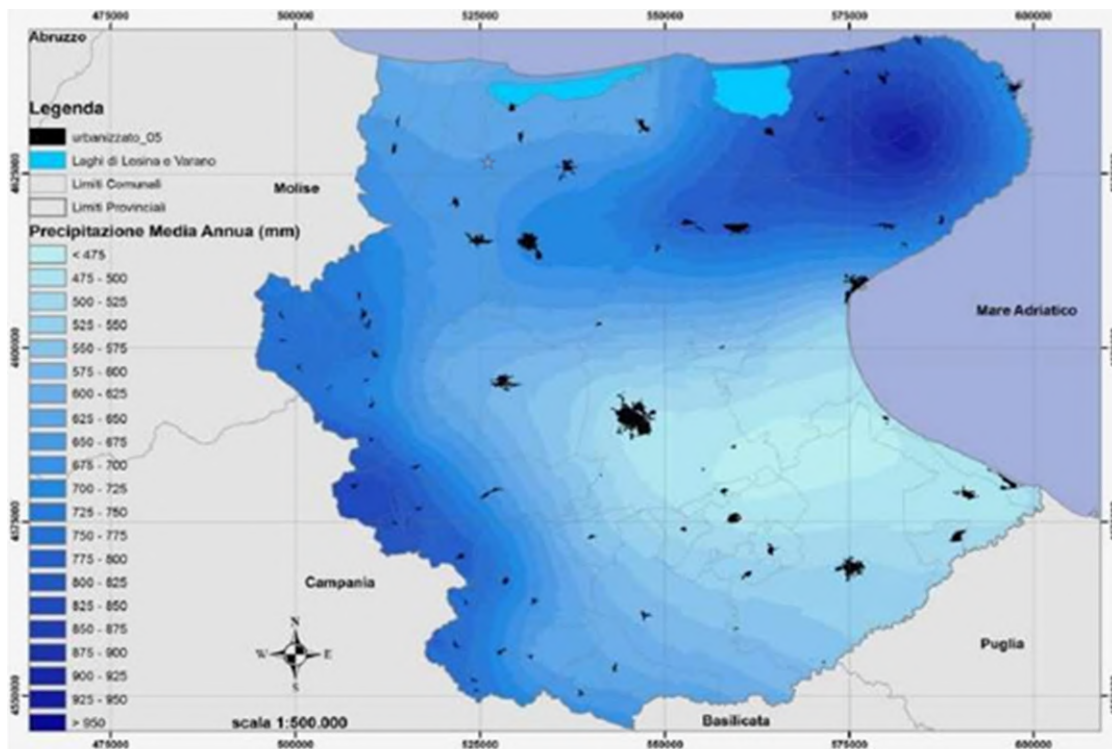 475000 500000 525000 550000 575000 600000
Abruzzo
Legenda
urbanizzato_05
Laghi di Lesina e Varano
Limiti Comunali
Limiti Provinciali
Precipitazione Media Annua (mm)
< 475
475 - 500
500 - 525
525 - 550
550 - 575
575 - 600
600 - 625
625 - 650
650 - 675
675 - 700
700 - 725
725 - 750
750 - 775
775 - 800
800 - 825
825 - 850
850 - 875
875 - 900
900 - 925
925 - 950
> 950
Molise
Mare Adriatico
Campania
Puglia
Basilicata
N
W E
S
scala 1:500.000
4625000
4600000
4575000
4550000
475000 500000 525000 550000 575000 600000